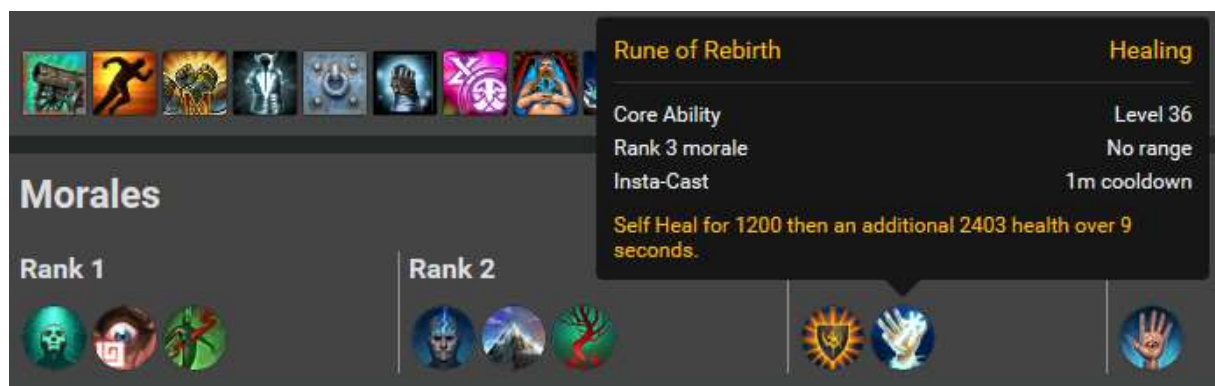 Rune of Rebirth Healing
Core Ability Level 36
Rank 3 morale No range
Insta-Cast 1m cooldown
Self Heal for 1200 then an additional 2403 health over 9
seconds.
Morales
Rank 1 Rank 2